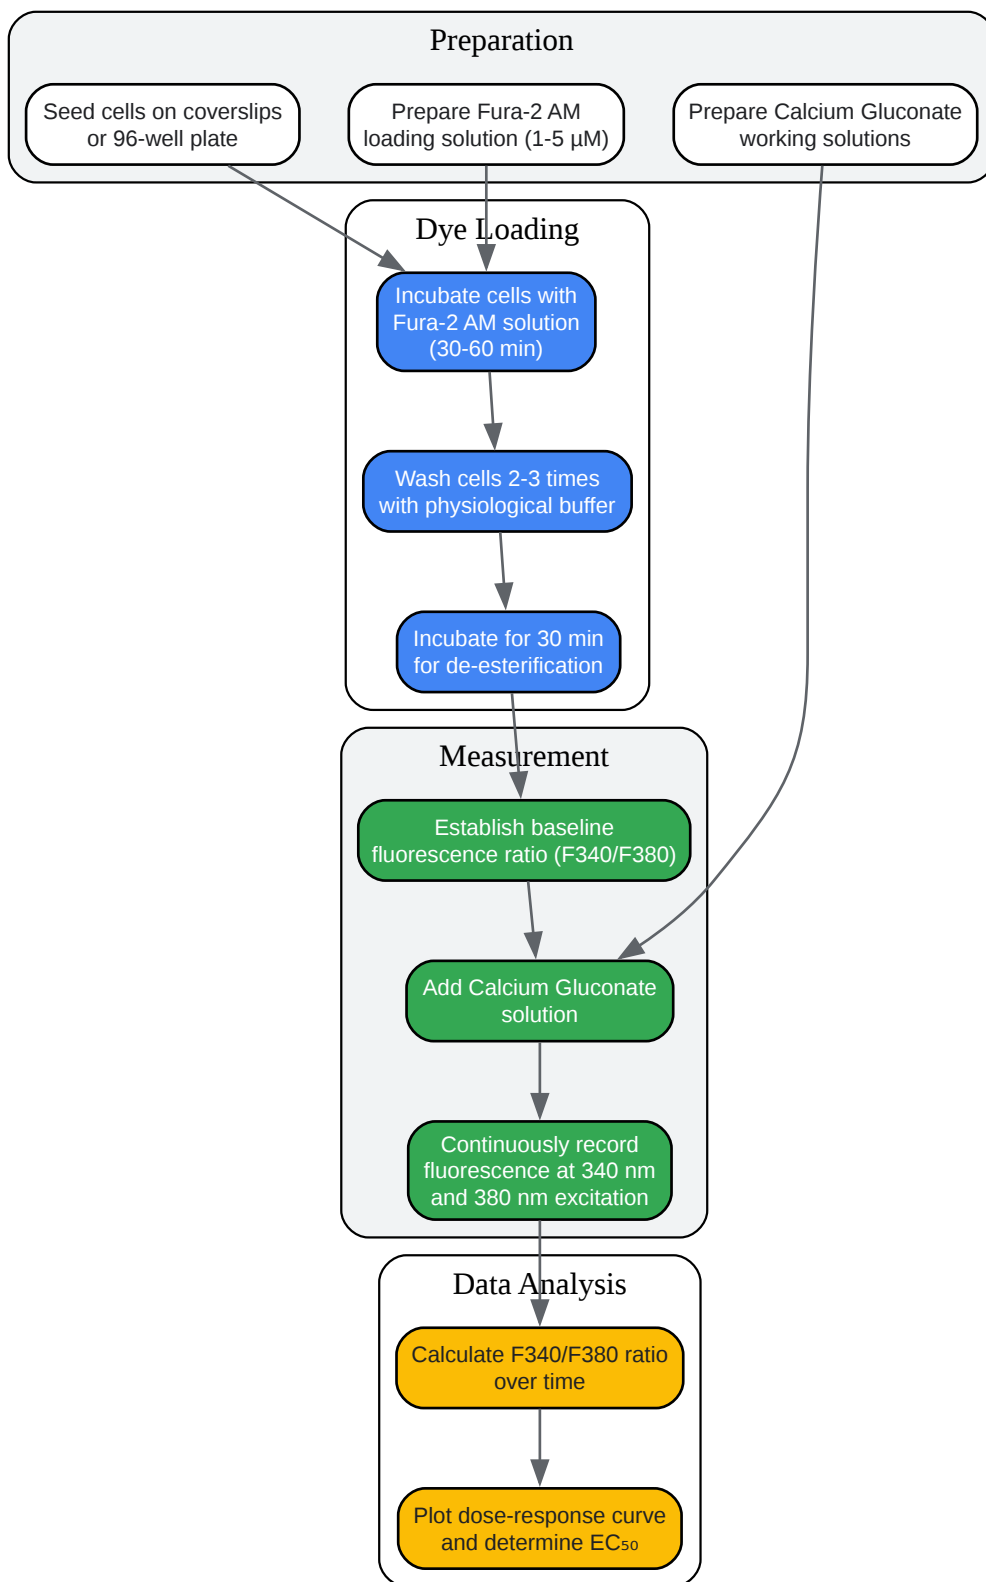 Preparation
Seed cells on coverslips
or 96-well plate
Prepare Fura-2 AM
loading solution (1-5 µM)
Prepare Calcium Gluconate
working solutions
Dye Loading
Incubate cells with
Fura-2 AM solution
(30-60 min)
Wash cells 2-3 times
with physiological buffer
Incubate for 30 min
for de-esterification
Measurement
Establish baseline
fluorescence ratio (F340/F380)
Add Calcium Gluconate
solution
Continuously record
fluorescence at 340 nm
and 380 nm excitation
Data Analysis
Calculate F340/F380 ratio
over time
Plot dose-response curve
and determine EC₅₀